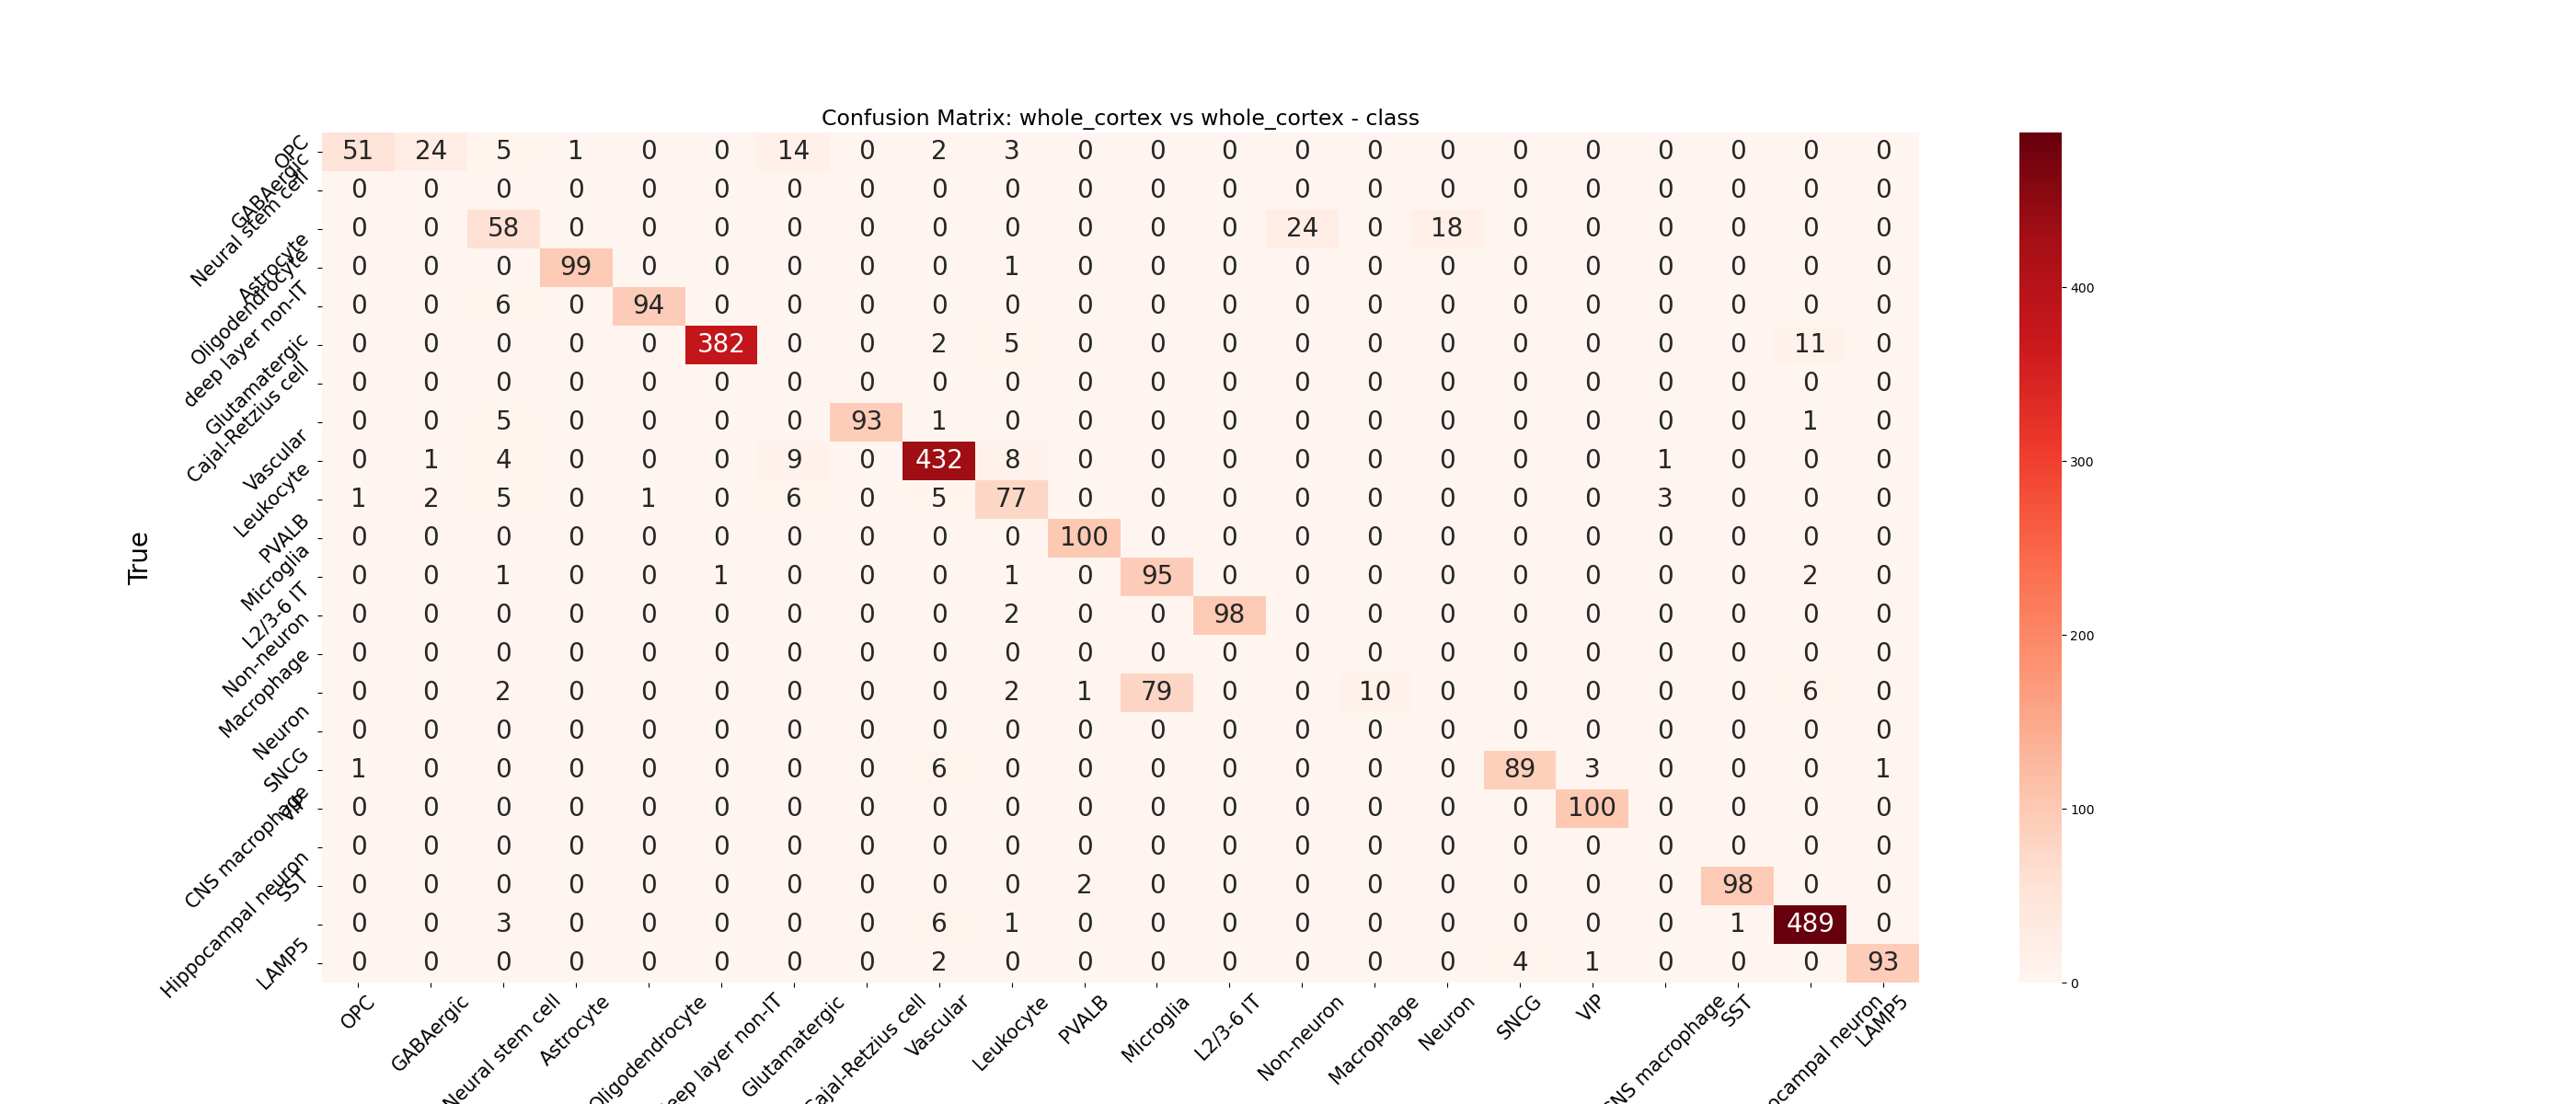 Confusion Matrix: whole_cortex vs whole_cortex - class
True
OPC 51 24 5 1 0 0 14 0 2 3 0 0 0 0 0 0 0 0 0 0 0 0
GABAergic 0 0 0 0 0 0 0 0 0 0 0 0 0 0 0 0 0 0 0 0 0 0
Neural stem cell 0 0 58 0 0 0 0 0 0 0 0 0 0 24 0 18 0 0 0 0 0 0
Astrocyte 0 0 0 99 0 0 0 0 0 1 0 0 0 0 0 0 0 0 0 0 0 0
Oligodendrocyte 0 0 6 0 94 0 0 0 0 0 0 0 0 0 0 0 0 0 0 0 0 0
deep layer non-IT 0 0 0 0 0 382 0 0 2 5 0 0 0 0 0 0 0 0 0 0 11 0
Glutamatergic 0 0 0 0 0 0 0 0 0 0 0 0 0 0 0 0 0 0 0 0 0 0
Cajal-Retzius cell 0 0 5 0 0 0 0 93 1 0 0 0 0 0 0 0 0 0 0 0 1 0
Vascular 0 1 4 0 0 0 9 0 432 8 0 0 0 0 0 0 0 0 1 0 0 0
Leukocyte 1 2 5 0 1 0 6 0 5 77 0 0 0 0 0 0 0 0 3 0 0 0
PVALB 0 0 0 0 0 0 0 0 0 0 100 0 0 0 0 0 0 0 0 0 0 0
Microglia 0 0 1 0 0 1 0 0 0 1 0 95 0 0 0 0 0 0 0 0 2 0
L2/3-6 IT 0 0 0 0 0 0 0 0 0 2 0 0 98 0 0 0 0 0 0 0 0 0
Non-neuron 0 0 0 0 0 0 0 0 0 0 0 0 0 0 0 0 0 0 0 0 0 0
Macrophage 0 0 2 0 0 0 0 0 0 2 1 79 0 0 10 0 0 0 0 0 6 0
Neuron 0 0 0 0 0 0 0 0 0 0 0 0 0 0 0 0 0 0 0 0 0 0
SNCG 1 0 0 0 0 0 0 0 6 0 0 0 0 0 0 0 89 3 0 0 0 1
VIP 0 0 0 0 0 0 0 0 0 0 0 0 0 0 0 0 0 100 0 0 0 0
CNS macrophage 0 0 0 0 0 0 0 0 0 0 0 0 0 0 0 0 0 0 0 0 0 0
SST 0 0 0 0 0 0 0 0 0 0 2 0 0 0 0 0 0 0 0 98 0 0
Hippocampal neuron 0 0 3 0 0 0 0 0 6 1 0 0 0 0 0 0 0 0 0 1 489 0
LAMP5 0 0 0 0 0 0 0 0 2 0 0 0 0 0 0 0 4 1 0 0 0 93
OPC
GABAergic
Neural stem cell
Astrocyte
Oligodendrocyte
eep layer non-IT
Glutamatergic
ajal-Retzius cell
Vascular
Leukocyte
PVALB
Microglia
L2/3-6 IT
Non-neuron
Macrophage
Neuron
SNCG
VIP
CNS macrophage
SST
ocampal neuron
LAMP5
400
300
200
100
0